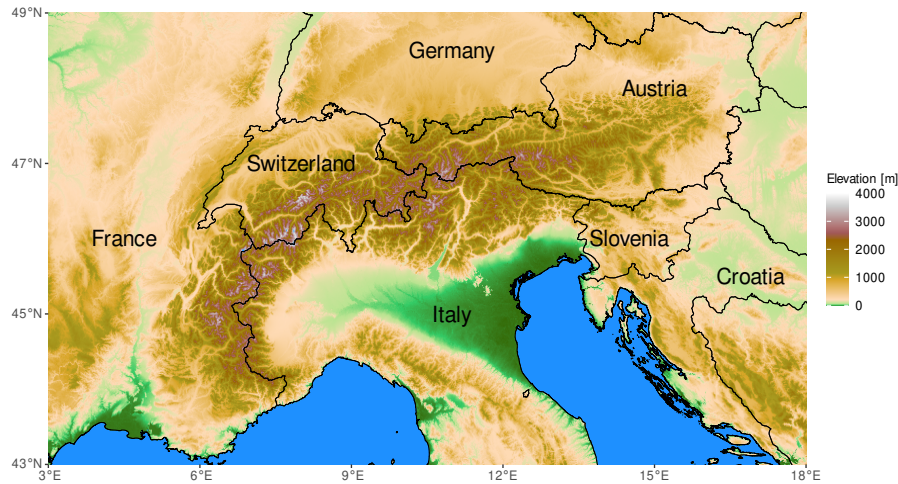 49°N
Germany
Austria
47°N
Switzerland
Elevation [m]
4000
3000
2000
1000
0
France
Slovenia
Croatia
45°N
Italy
43°N
3°E
6°E
9°E
12°E
15°E
18°E